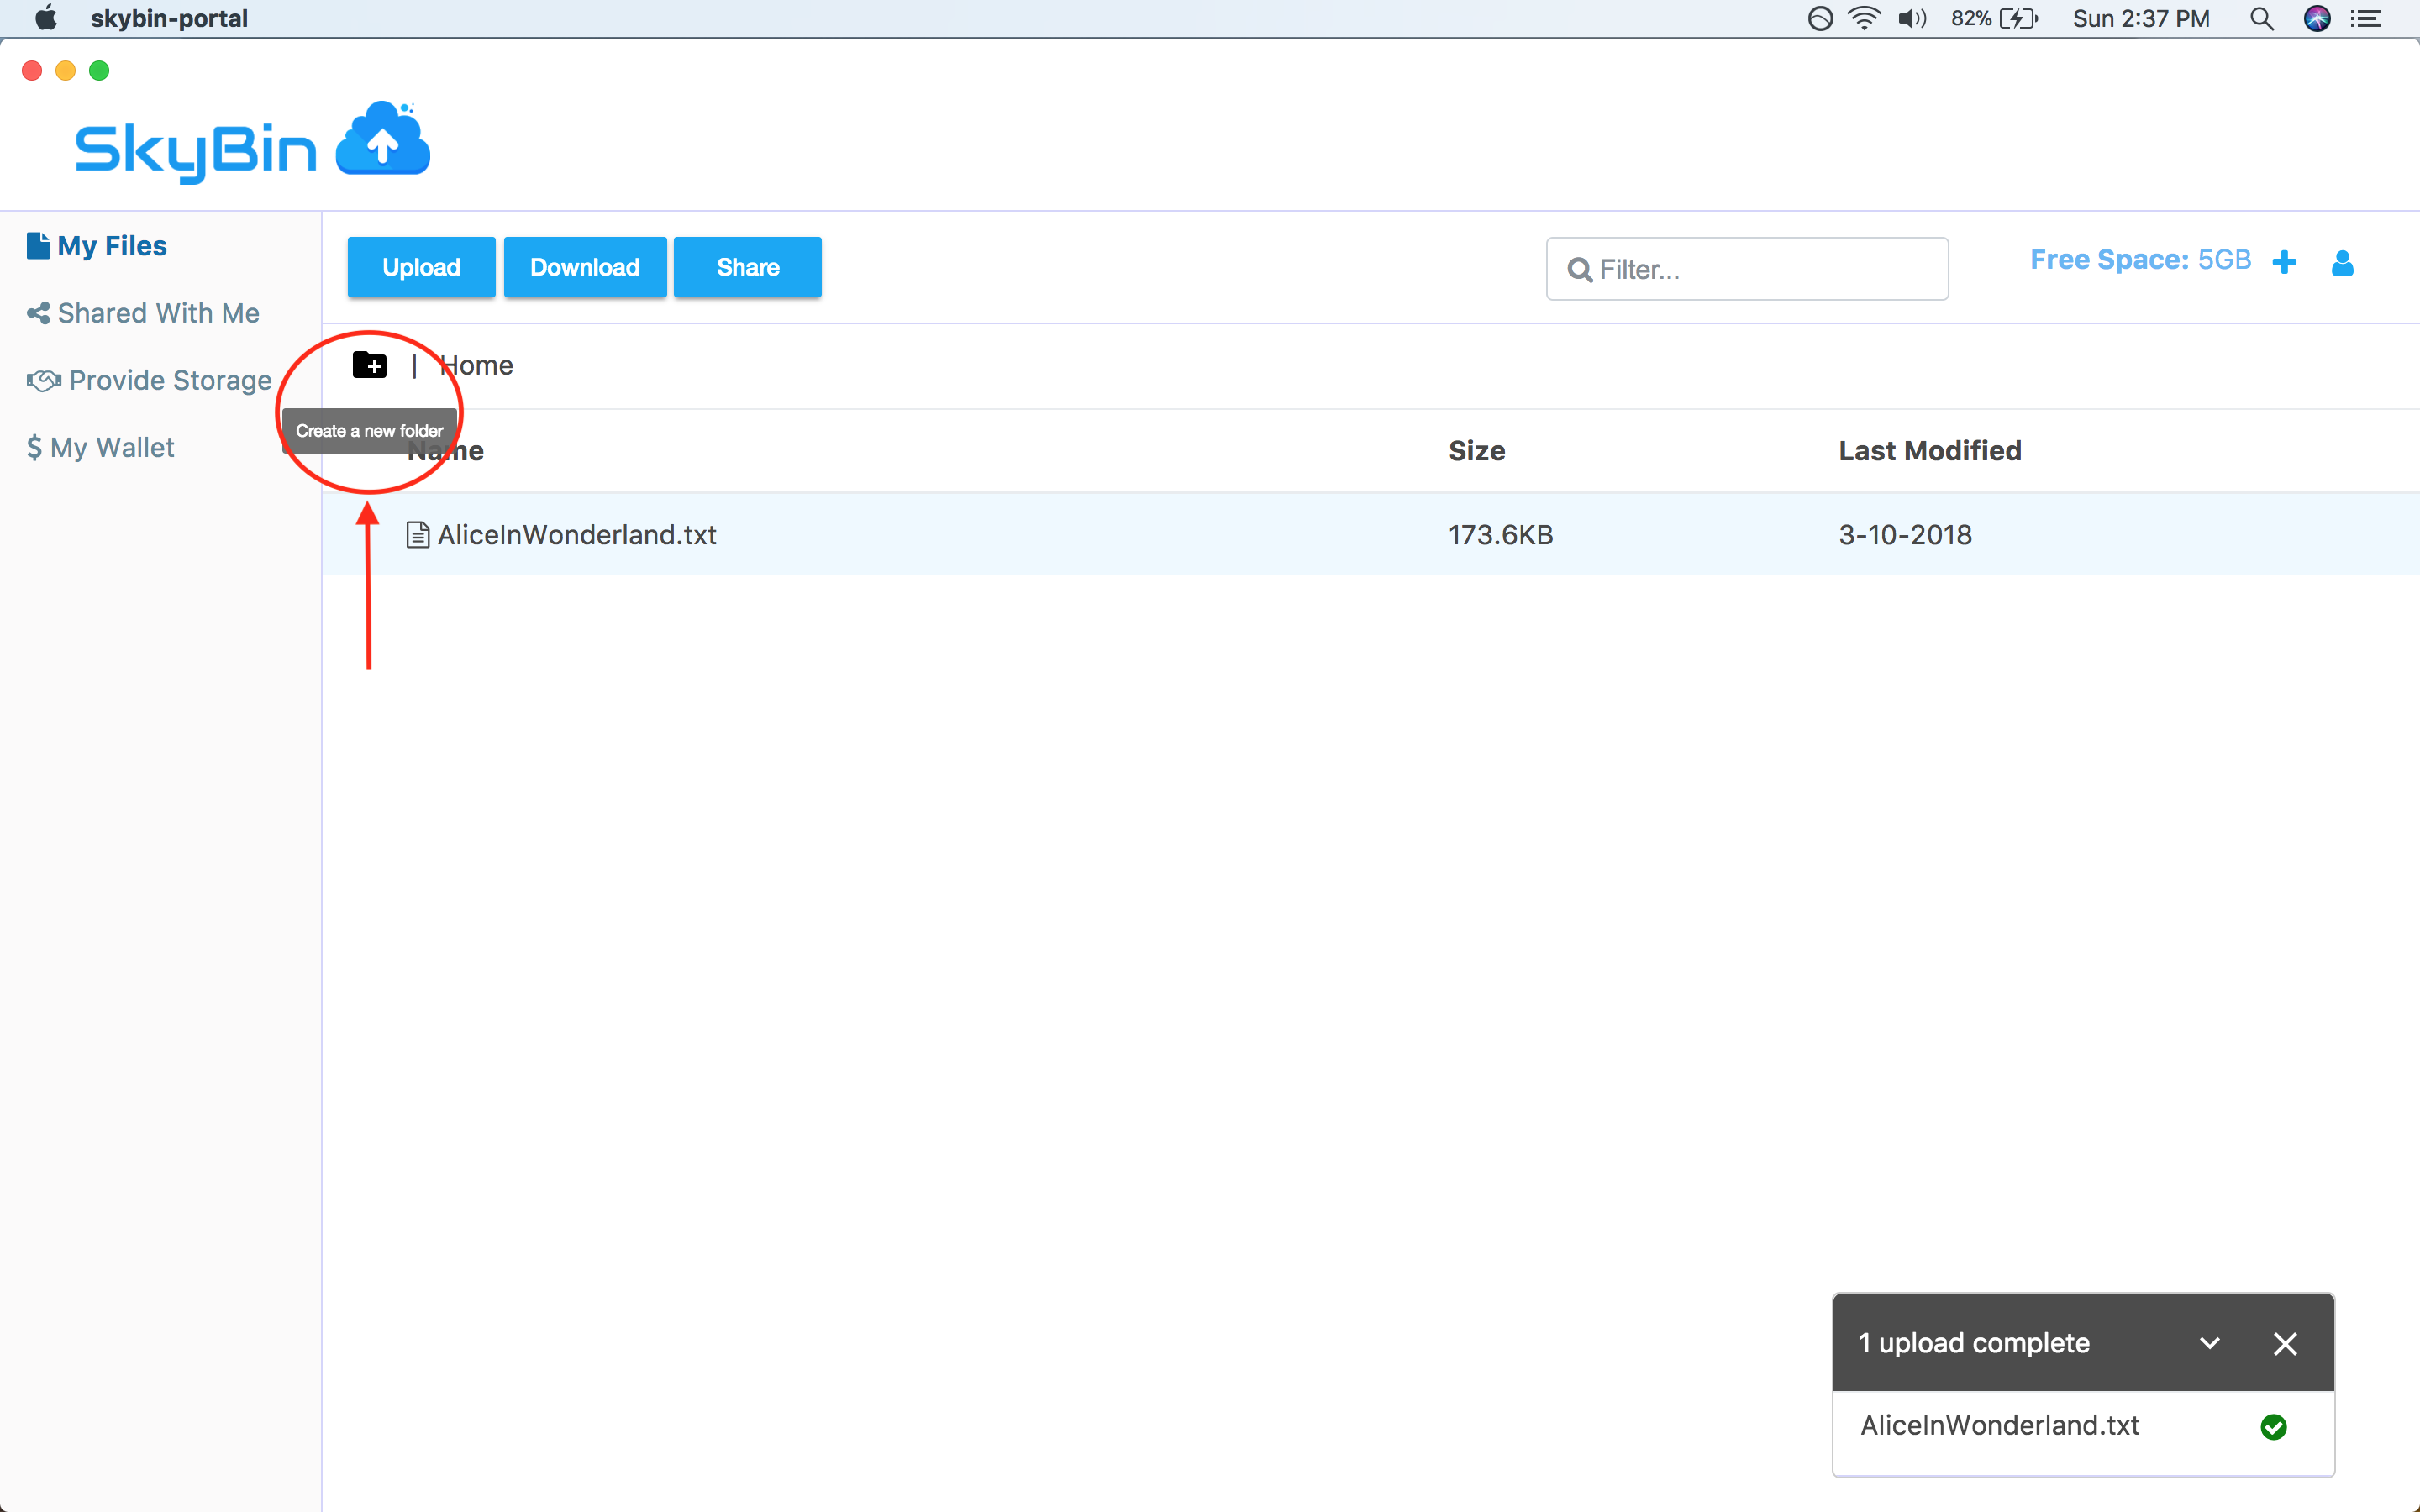 skybin-portal
82%
Sun 2:37 PM
SkyBin
My Files
Shared With Me
Provide Storage
$ My Wallet
Upload
Download
Share
Filter...
Free Space: 5GB
| Home
Create a new folder
Name
Size
Last Modified
AliceInWonderland.txt
173.6KB
3-10-2018
1 upload complete
AliceInWonderland.txt